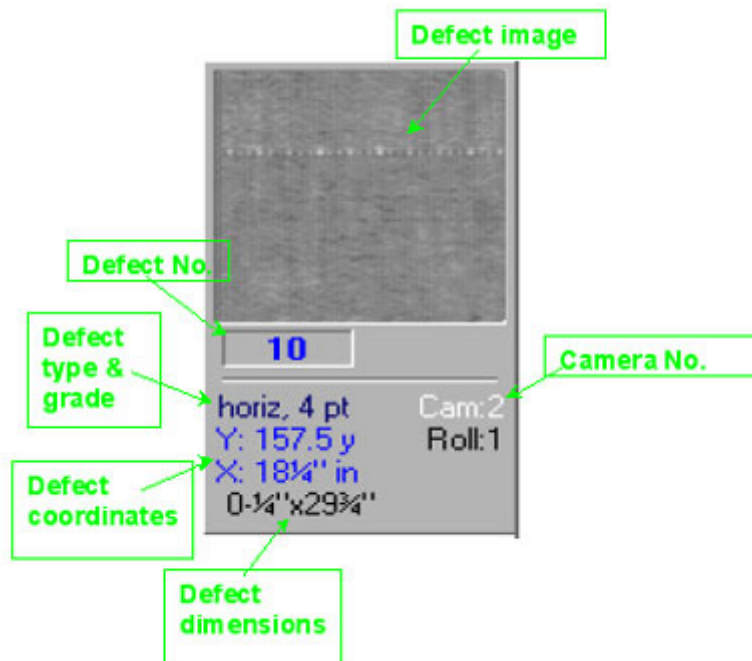 Defect image
Defect No.
10
Defect
type &
grade
Camera No.
horiz, 4 pt
Cam:2
Y: 157.5 y
Roll:1
X: 18¼" in
0-¼"x29¾"
Defect
coordinates
Defect
dimensions